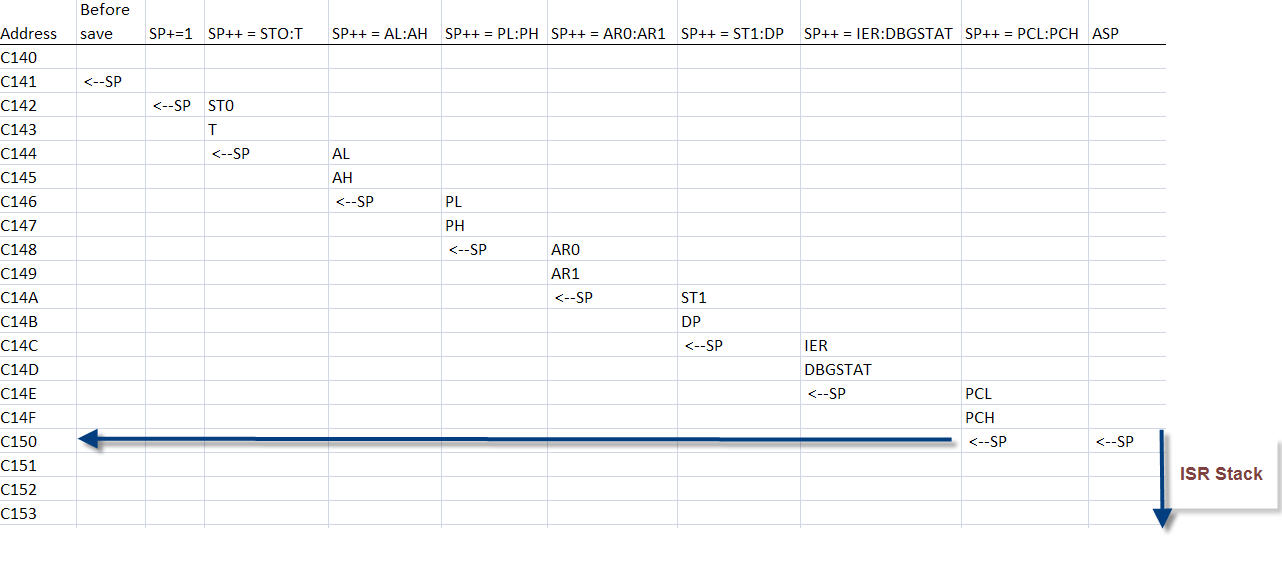 Before
Address save SP+=1 SP++ = STO:T SP++ = AL:AH SP++ = PL:PH SP++ = AR0:AR1 SP++ = ST1:DP SP++ = IER:DBGSTAT SP++ = PCL:PCH ASP
C140
C141 <--SP
C142 <--SP ST0
C143 T
C144 <--SP AL
C145 AH
C146 <--SP PL
C147 PH
C148 <--SP AR0
C149 AR1
C14A <--SP ST1
C14B DP
C14C <--SP IER
C14D DBGSTAT
C14E <--SP PCL
C14F PCH
C150 <--SP <--SP
C151
ISR Stack
C152
C153